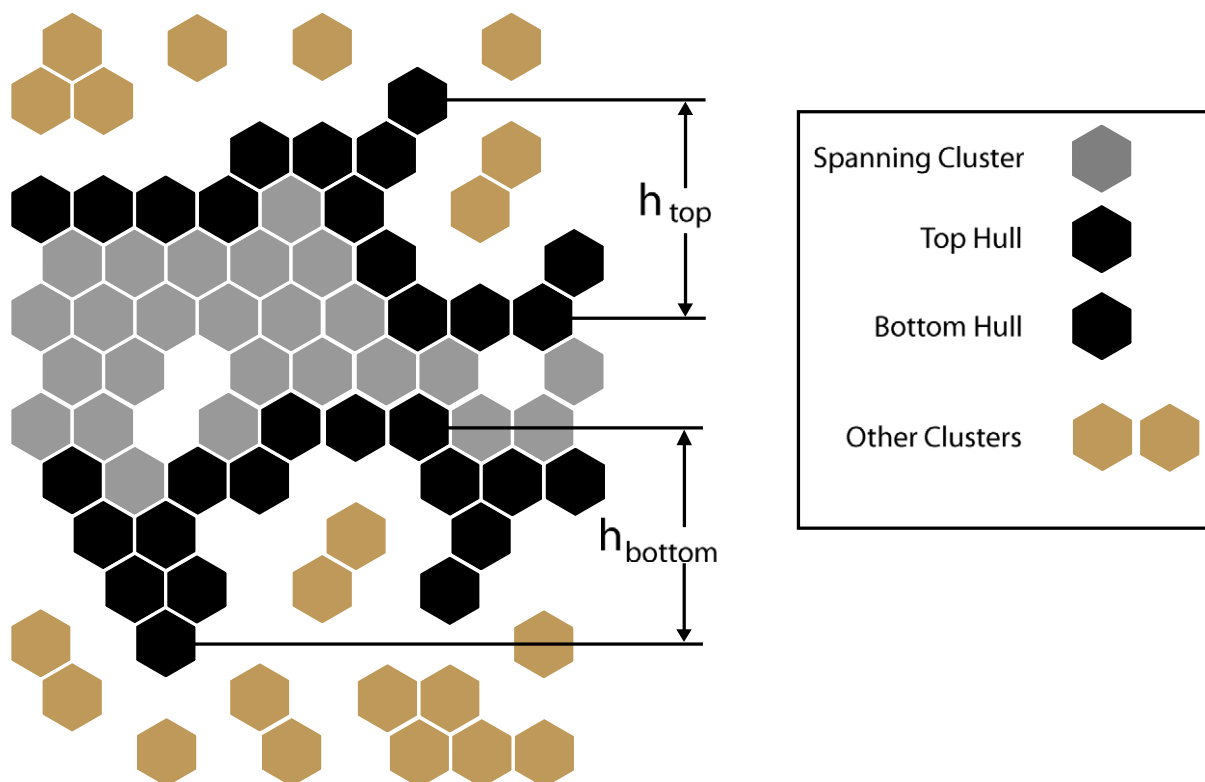 h top
h bottom
Spanning Cluster
Top Hull
Bottom Hull
Other Clusters